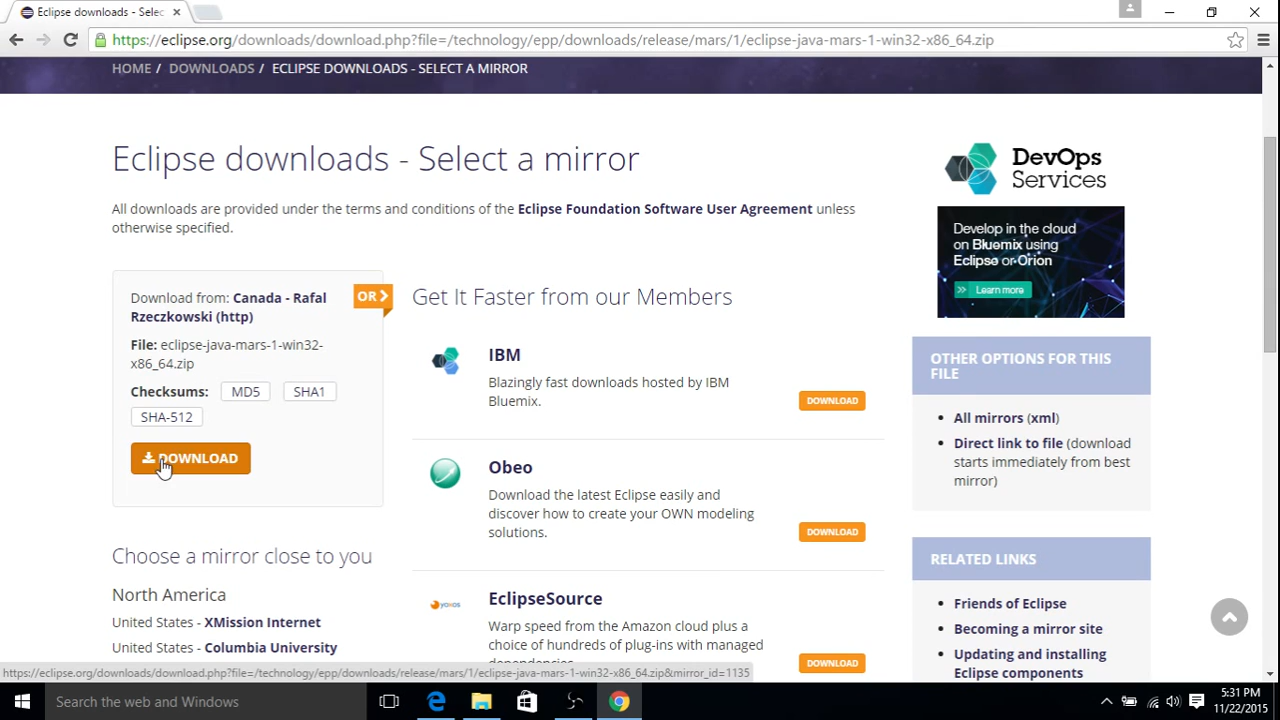 Eclipse downloads - Selec
https://eclipse.org/downloads/download.php?file=/technology/epp/downloads/release/mars/1/eclipse-java-mars-1-win32-x86_64.zip
HOME / DOWNLOADS / ECLIPSE DOWNLOADS - SELECT A MIRROR
Eclipse downloads - Select a mirror
All downloads are provided under the terms and conditions of the Eclipse Foundation Software User Agreement unless
otherwise specified.
Download from: Canada - Rafal
Rzeczkowski (http)
File: eclipse-java-mars-1-win32-
x86_64.zip
Checksums: MD5 SHA1
SHA-512
DOWNLOAD
OR
Choose a mirror close to you
North America
United States - XMission Internet
United States - Columbia University
Get It Faster from our Members
IBM
Blazingly fast downloads hosted by IBM
Bluemix.
DOWNLOAD
Obeo
Download the latest Eclipse easily and
discover how to create your OWN modeling
solutions.
DOWNLOAD
yoxos
EclipseSource
Warp speed from the Amazon cloud plus a
choice of hundreds of plug-ins with managed
DOWNLOAD
DevOps
Services
Develop in the cloud
on Bluemix using
Eclipse or Orion
Learn more
OTHER OPTIONS FOR THIS
FILE
All mirrors (xml)
Direct link to file (download
starts immediately from best
mirror)
RELATED LINKS
Friends of Eclipse
Becoming a mirror site
Updating and installing
Eclipse components
https://eclipse.org/downloads/download.php?file=/technology/epp/downloads/release/mars/1/eclipse-java-mars-1-win32-x86_64.zip&mirror_id=1135
Search the web and Windows
5:31 PM
11/22/2015